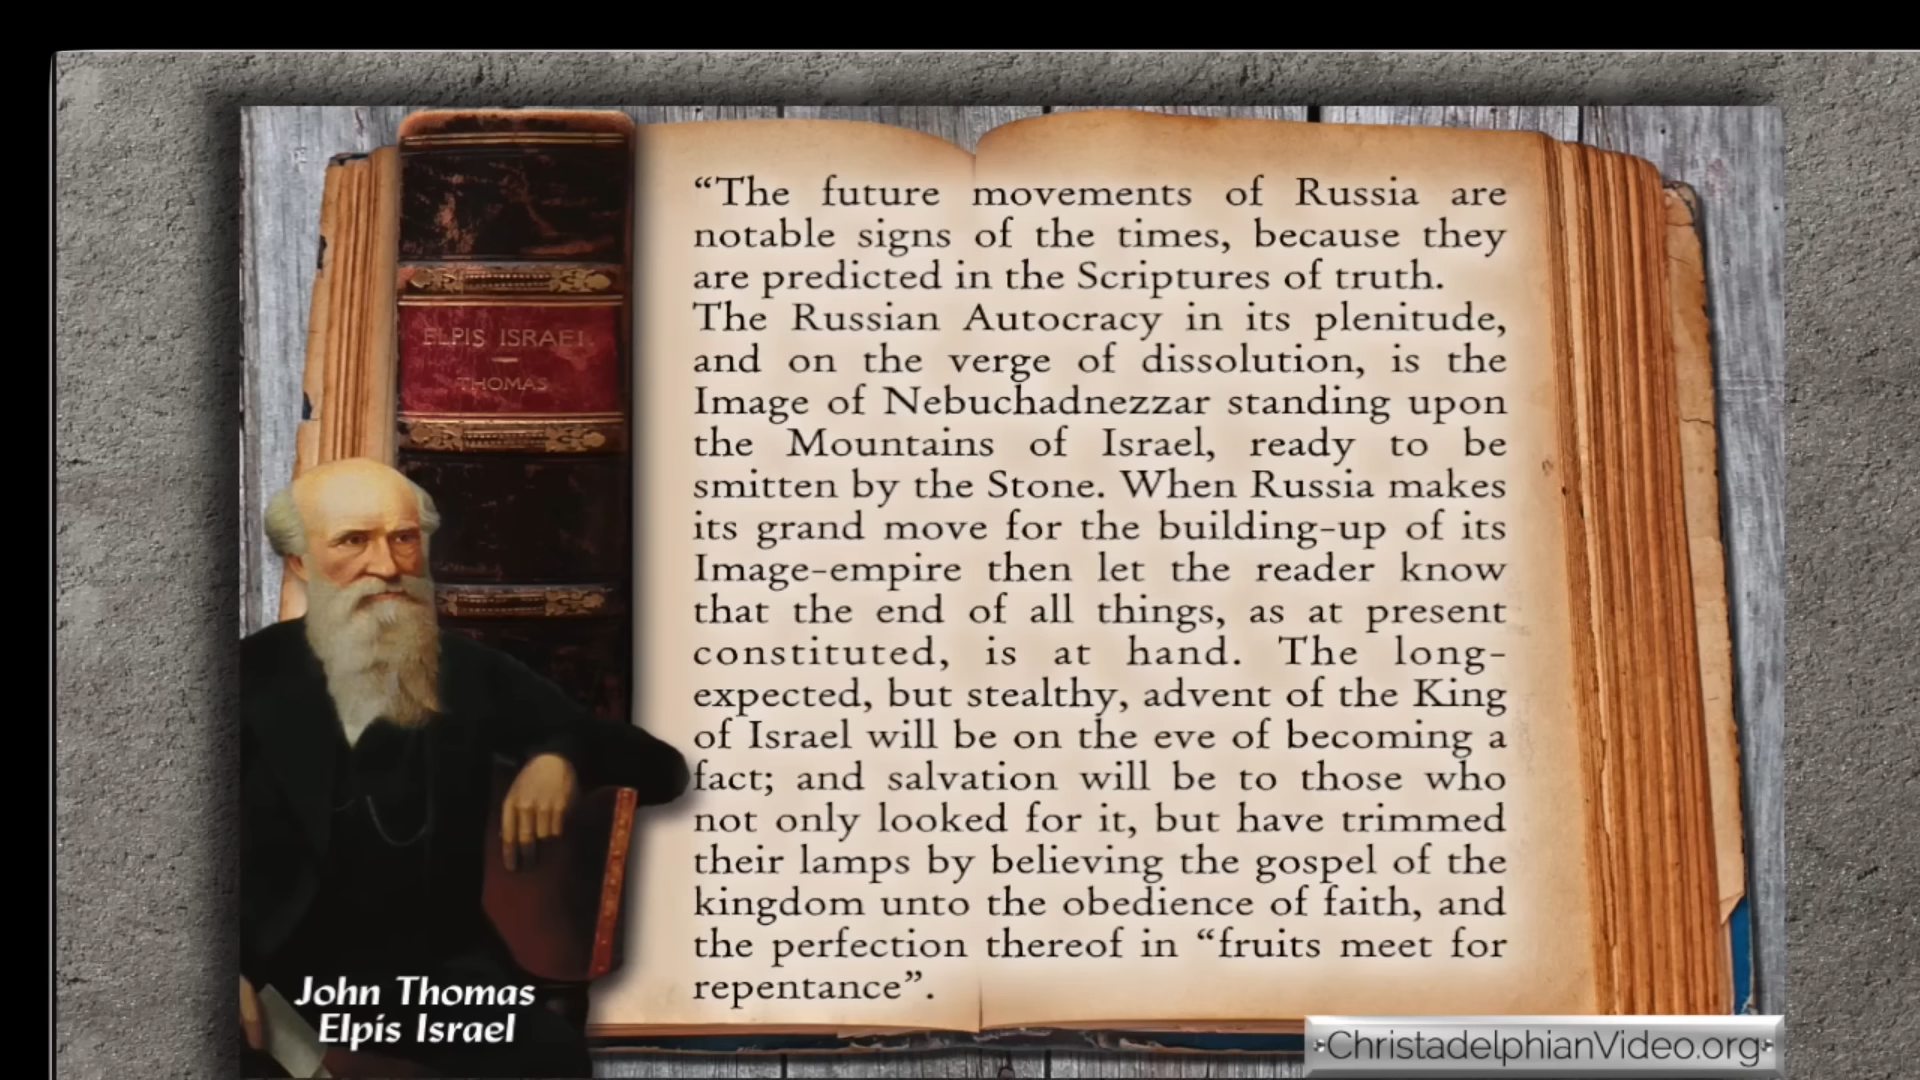 ELPIS ISRAEL
THOMAS
“The future movements of Russia are
notable signs of the times, because they
are predicted in the Scriptures of truth.
The Russian Autocracy in its plenitude,
and on the verge of dissolution, is the
Image of Nebuchadnezzar standing upon
the Mountains of Israel, ready to be
smitten by the Stone. When Russia makes
its grand move for the building-up of its
Image-empire then let the reader know
that the end of all things, as at present
constituted, is at hand. The long-
expected, but stealthy, advent of the King
of Israel will be on the eve of becoming a
fact; and salvation will be to those who
not only looked for it, but have trimmed
their lamps by believing the gospel of the
kingdom unto the obedience of faith, and
the perfection thereof in “fruits meet for
repentance”.
John Thomas
Elpis Israel
ChristadelphianVideo.org